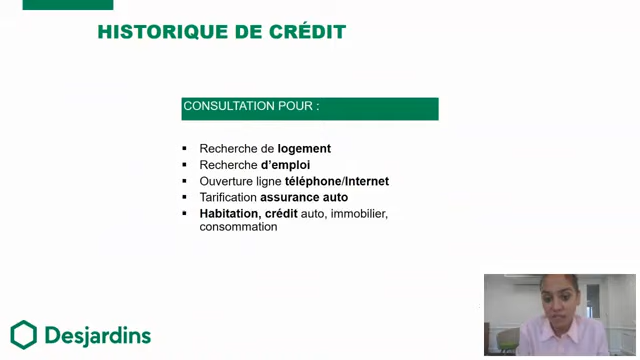 HISTORIQUE DE CRÉDIT
CONSULTATION POUR :
▪ Recherche de logement
▪ Recherche d'emploi
▪ Ouverture ligne téléphone/Internet
▪ Tarification assurance auto
▪ Habitation, crédit auto, immobilier,
consommation
Desjardins